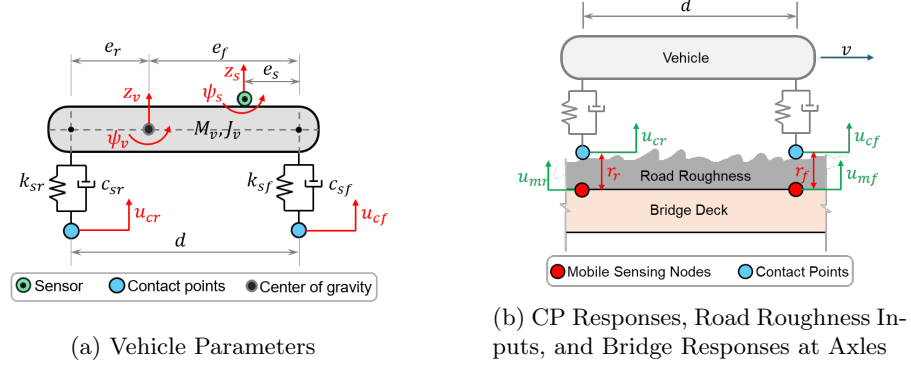 e_r
e_f
e_s
z_s
ψ_s
z_v
ψ_v
M_v, J_v
k_sr
c_sr
k_sf
c_sf
u_cr
u_cf
d
Sensor
Contact points
Center of gravity
(a) Vehicle Parameters
d
Vehicle
v
u_cr
u_cf
r_r
r_f
Road Roughness
u_mr
u_mf
Bridge Deck
Mobile Sensing Nodes
Contact Points
(b) CP Responses, Road Roughness In-
puts, and Bridge Responses at Axles